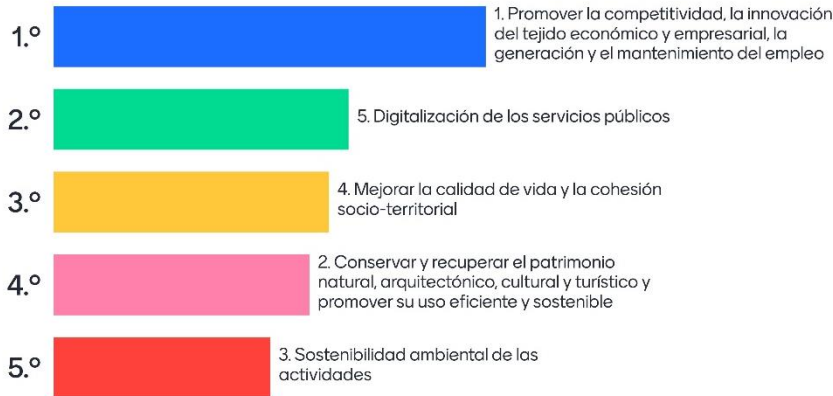 1.º
1. Promover la competitividad, la innovación
del tejido económico y empresarial, la
generación y el mantenimiento del empleo
2.º
5. Digitalización de los servicios públicos
3.º
4. Mejorar la calidad de vida y la cohesión
socio-territorial
4.º
2. Conservar y recuperar el patrimonio
natural, arquitectónico, cultural y turístico y
promover su uso eficiente y sostenible
5.º
3. Sostenibilidad ambiental de las
actividades